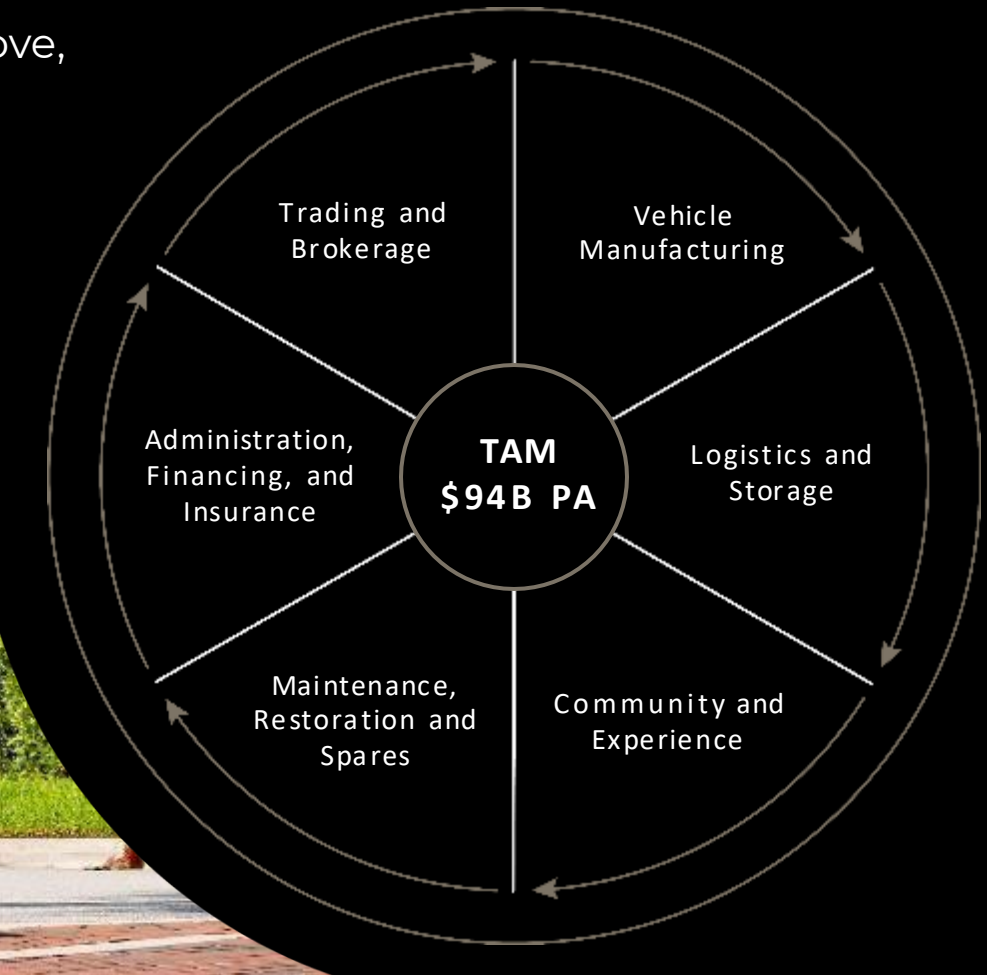 ove,
Trading and
Brokerage
Vehicle
Manufacturing
Administration,
Financing, and
Insurance
TAM
$94B PA
Logistics and
Storage
Maintenance,
Restoration and
Spares
Community and
Experience